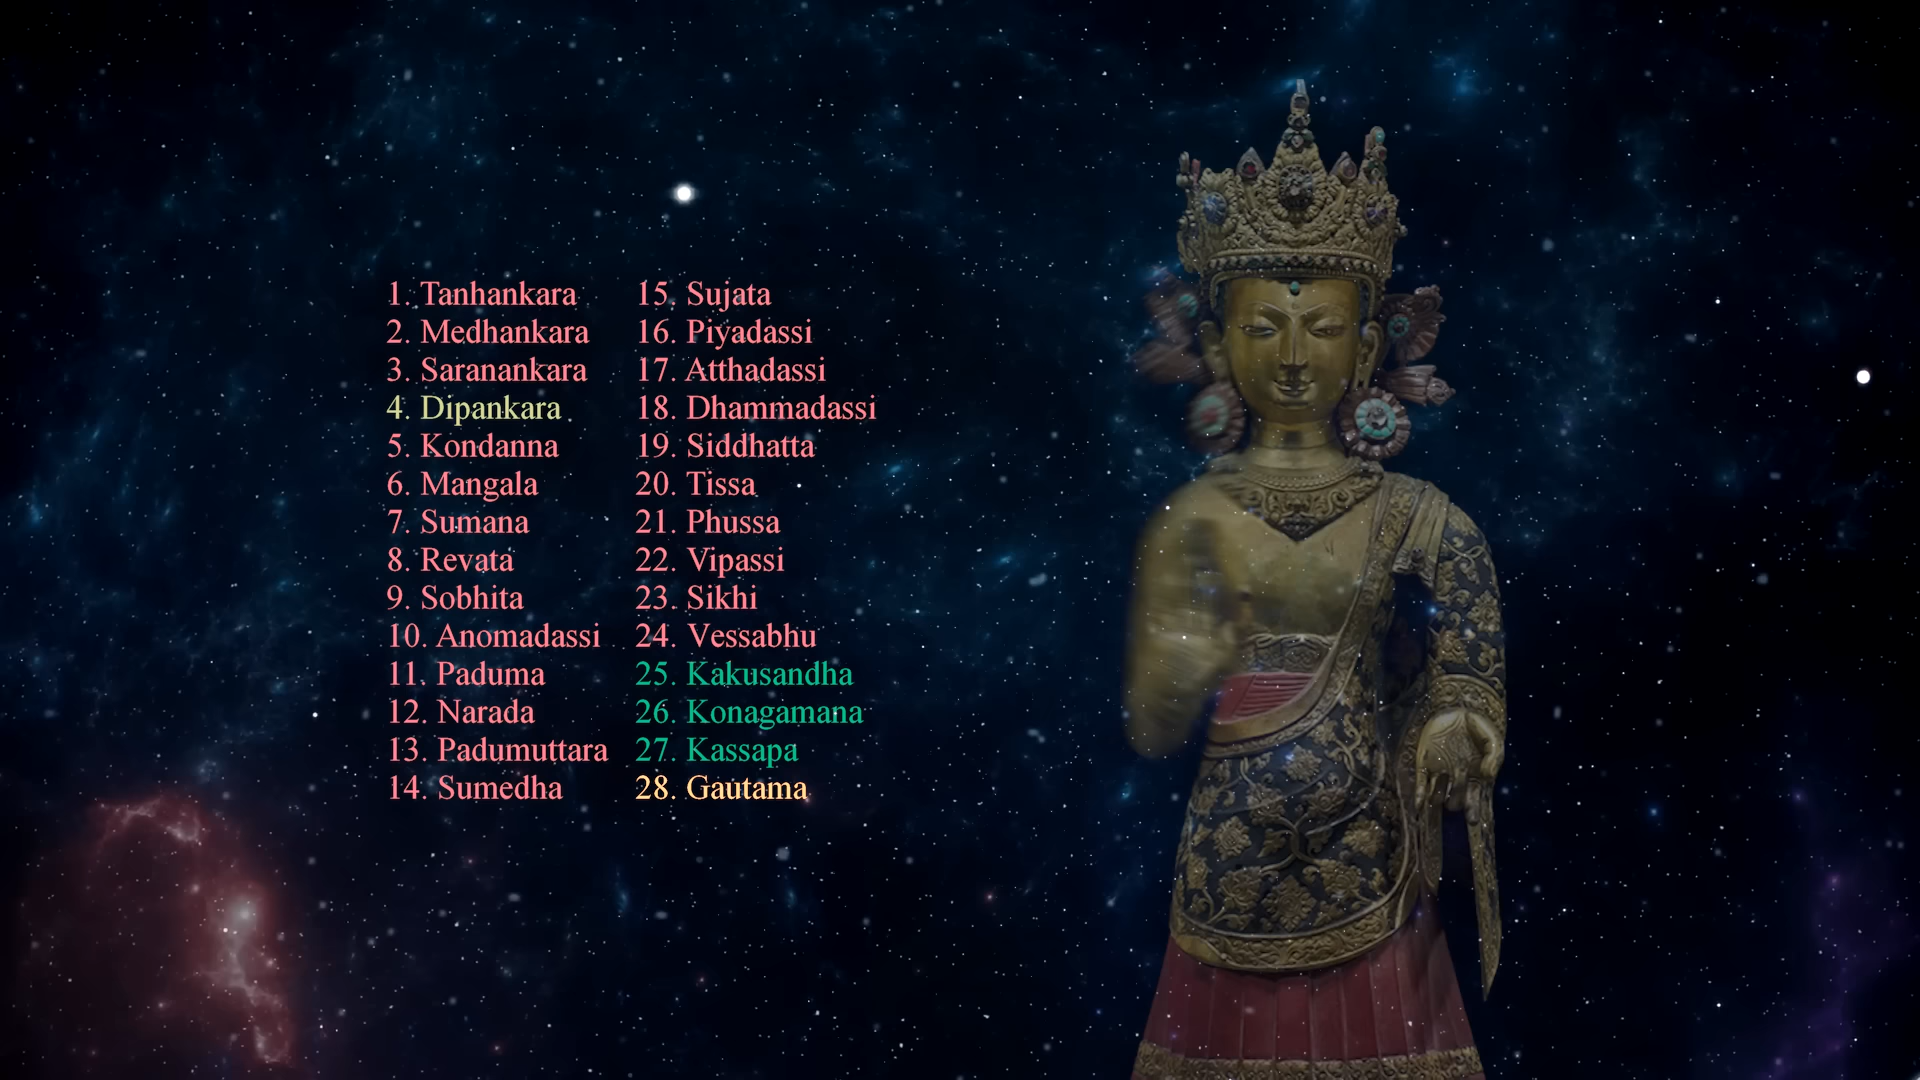 1. Tanhankara
2. Medhankara
3. Saranankara
4. Dipankara
5. Kondanna
6. Mangala
7. Sumana
8. Revata
9. Sobhita
10. Anomadassi
11. Paduma
12. Narada
13. Padumuttara
14. Sumedha
15. Sujata
16. Piyadassi
17. Atthadassi
18. Dhammadassi
19. Siddhatta
20. Tissa
21. Phussa
22. Vipassi
23. Sikhi
24. Vessabhu
25. Kakusandha
26. Konagamana
27. Kassapa
28. Gautama